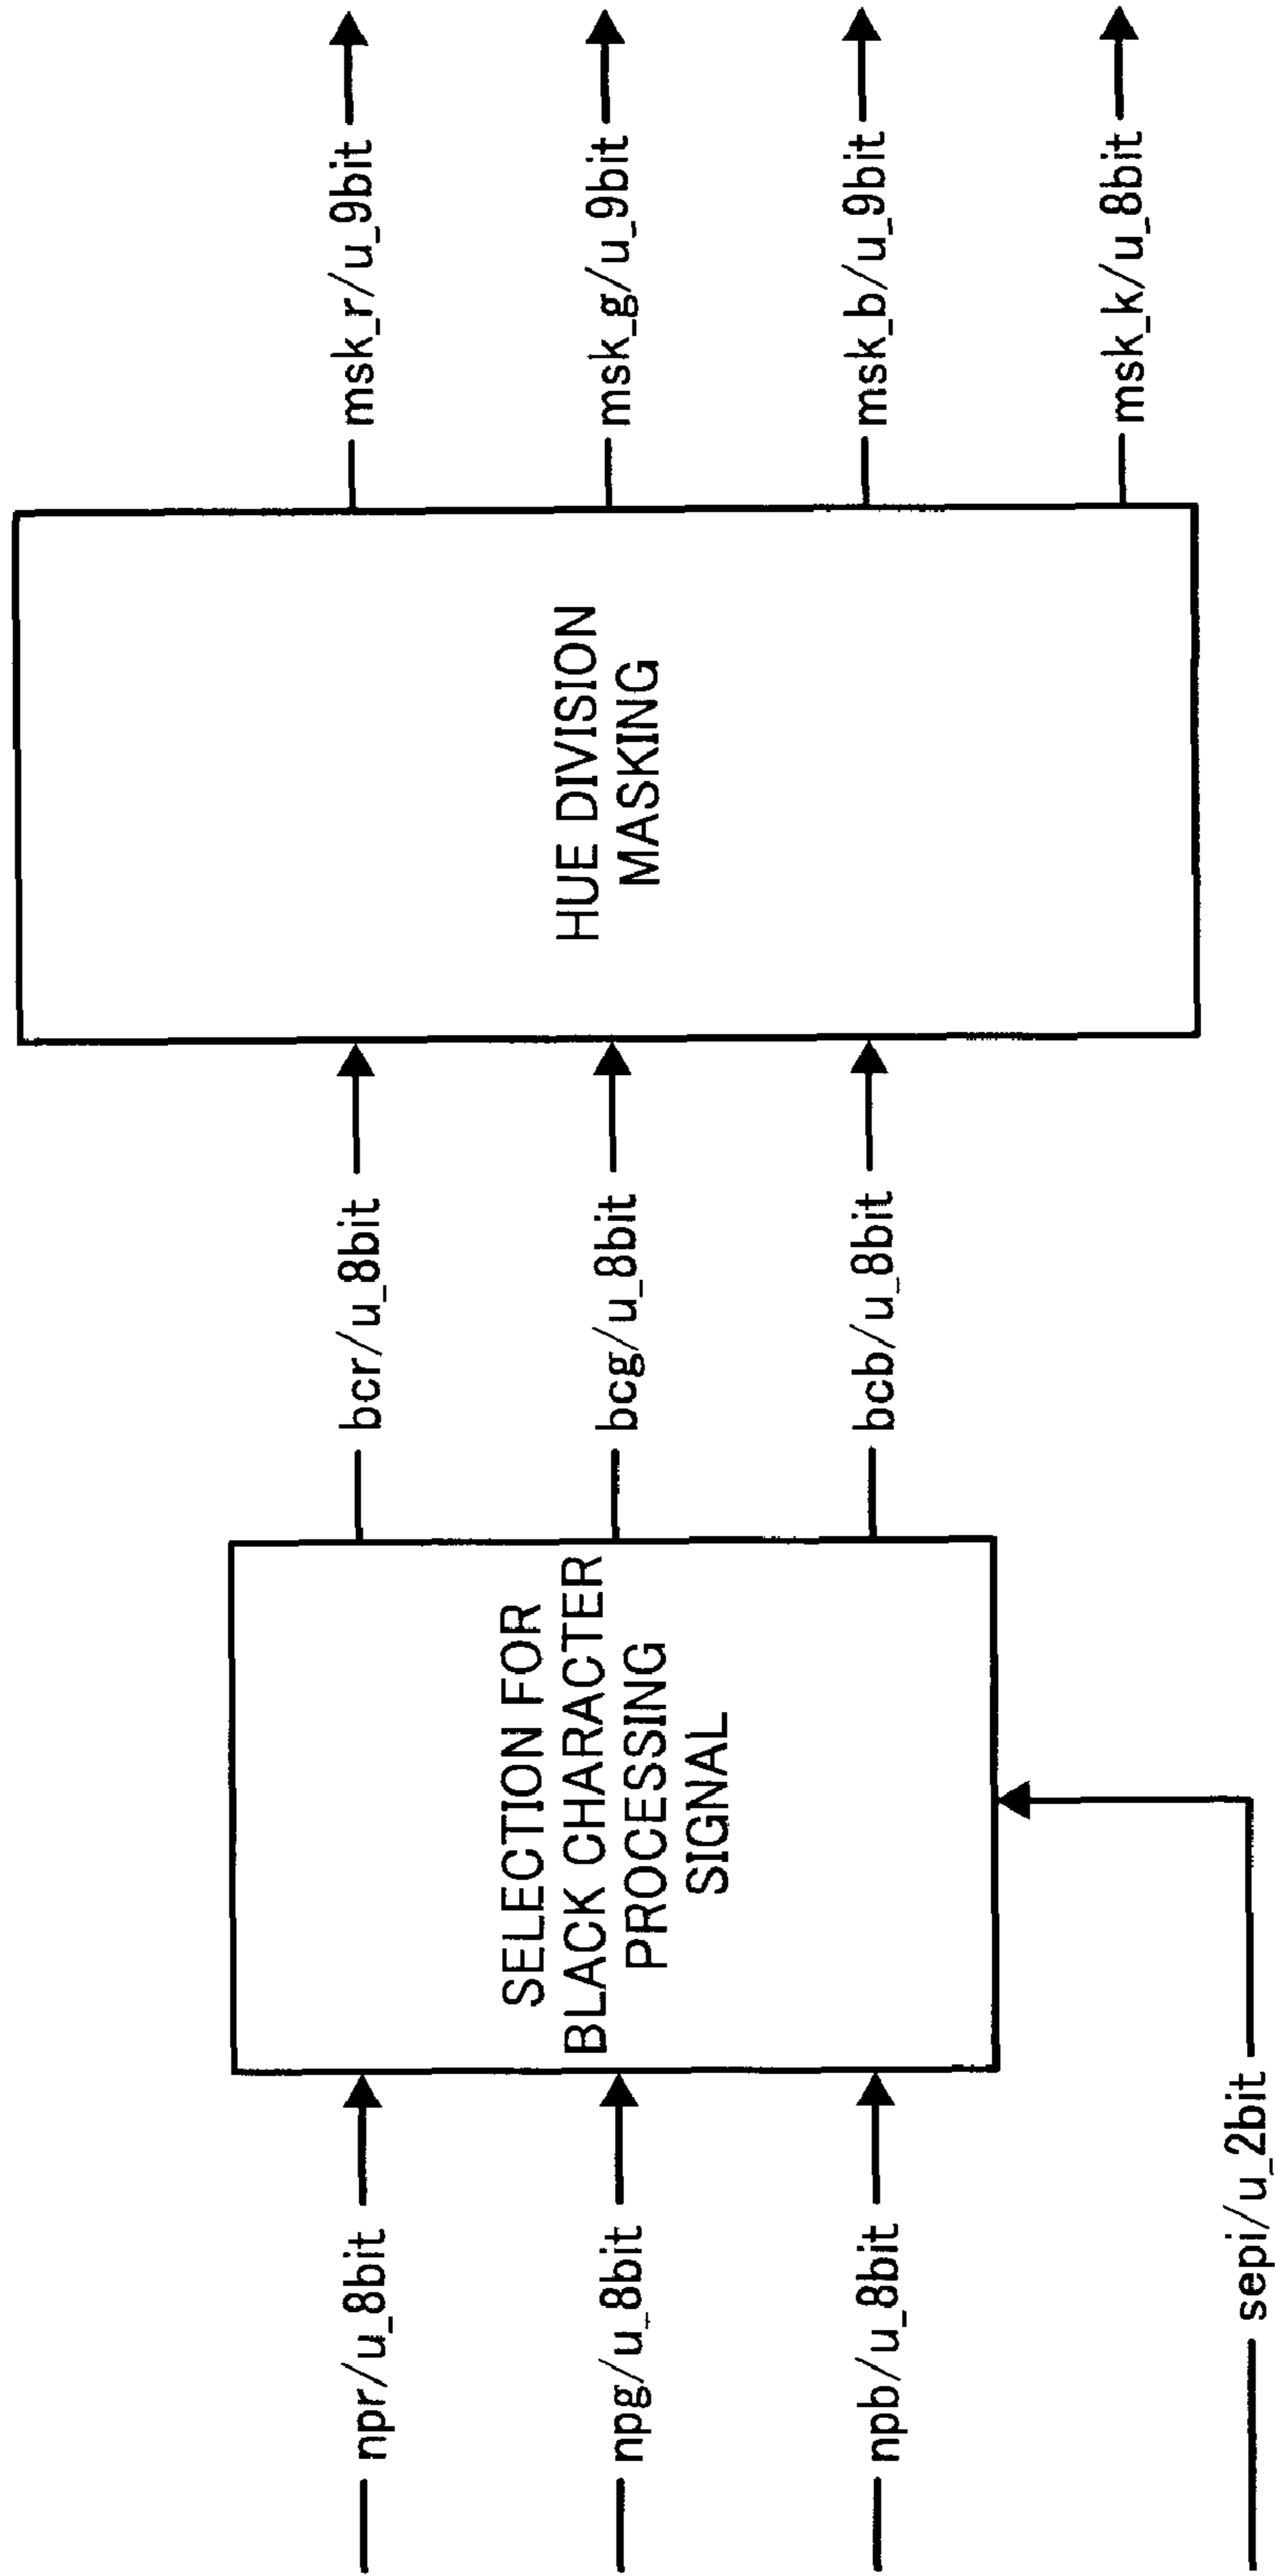 npr/u_8bit
npg/u_8bit
npb/u_8bit
sepi/u_2bit
SELECTION FOR
BLACK CHARACTER
PROCESSING
SIGNAL
bcr/u_8bit
bcg/u_8bit
bcb/u_8bit
HUE DIVISION
MASKING
msk_r/u_9bit
msk_g/u_9bit
msk_b/u_9bit
msk_k/u_8bit